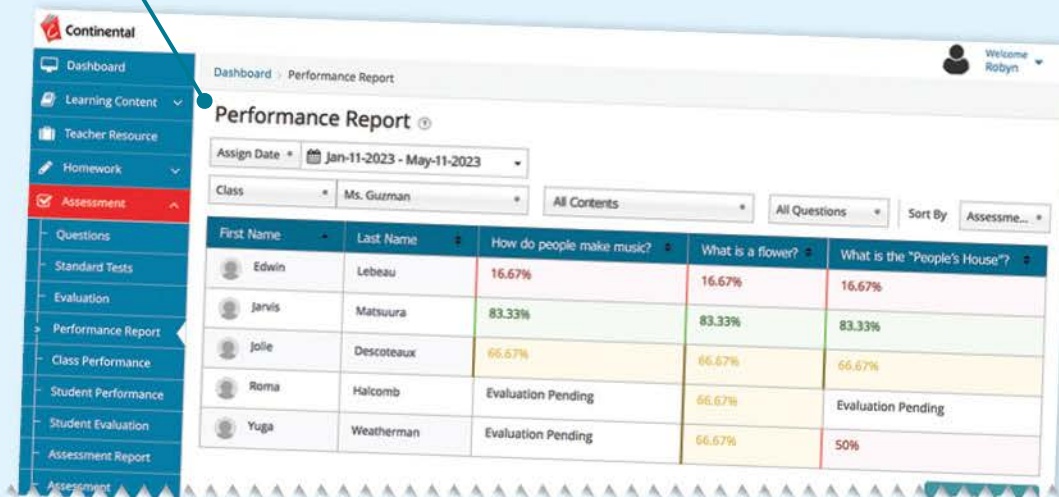 Continental
Welcome
Robyn
Dashboard
Learning Content
Teacher Resource
Homework
Assessment
Questions
Standard Tests
Evaluation
Performance Report
Class Performance
Student Performance
Student Evaluation
Assessment Report
Assessment
Dashboard > Performance Report
Performance Report ?
Assign Date Jan-11-2023 - May-11-2023
Class Ms. Guzman All Contents All Questions Sort By Assessme...
First Name Last Name How do people make music? What is a flower? What is the "People's House"?
Edwin Lebeau 16.67% 16.67% 16.67%
Jarvis Matsuura 83.33% 83.33% 83.33%
Jolie Descoteaux 66.67% 66.67% 66.67%
Roma Halcomb Evaluation Pending 66.67% Evaluation Pending
Yuga Weatherman Evaluation Pending 66.67% 50%